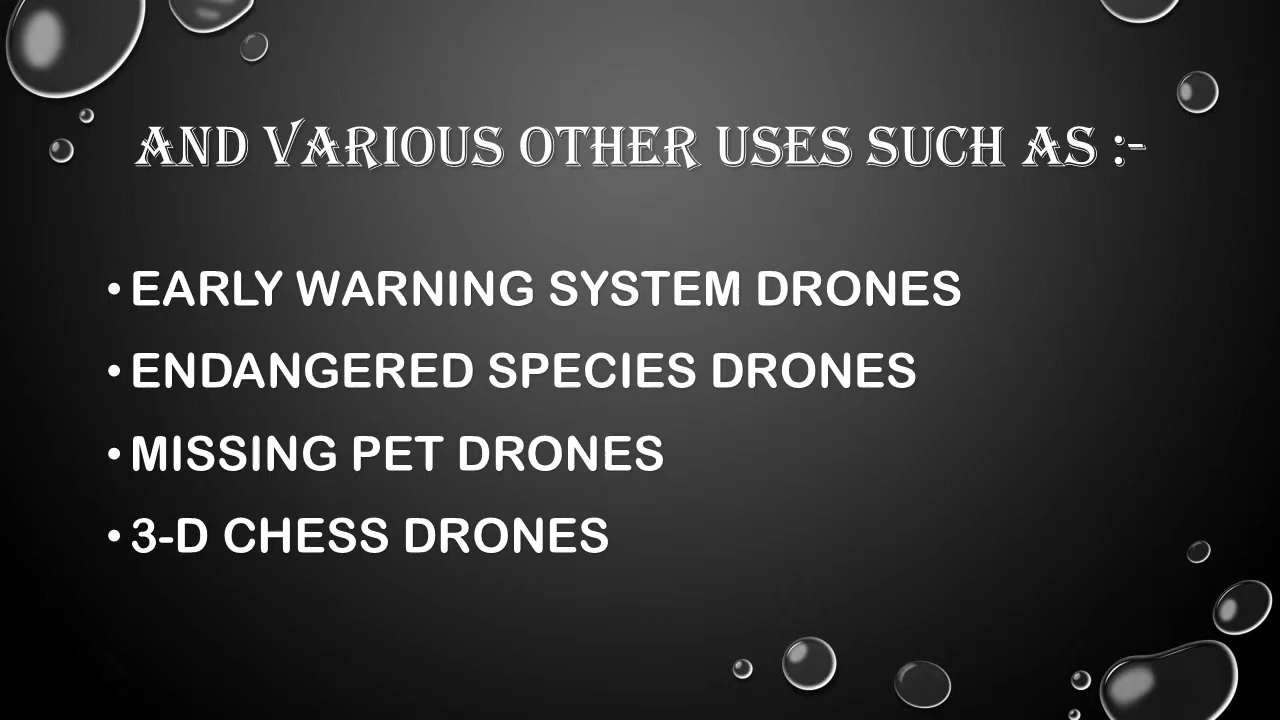 AND VARIOUS OTHER USES SUCH AS :-
• EARLY WARNING SYSTEM DRONES
• ENDANGERED SPECIES DRONES
• MISSING PET DRONES
• 3-D CHESS DRONES